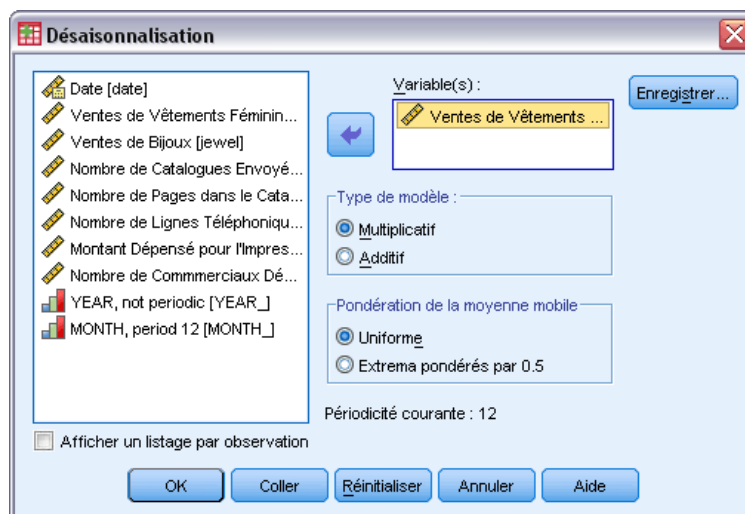 Désaisonnalisation
Date [date]
Ventes de Vêtements Féminin...
Ventes de Bijoux [jewel]
Nombre de Catalogues Envoyé...
Nombre de Pages dans le Cata...
Nombre de Lignes Téléphoniqu...
Montant Dépensé pour l'Impres...
Nombre de Commmerciaux Dé...
YEAR, not periodic [YEAR_]
MONTH, period 12 [MONTH_]
Afficher un listage par observation
Variable(s) :
Ventes de Vêtements ...
Enregistrer...
Type de modèle :
Multiplicatif
Additif
Pondération de la moyenne mobile
Uniforme
Extrema pondérés par 0.5
Périodicité courante : 12
OK
Coller
Réinitialiser
Annuler
Aide